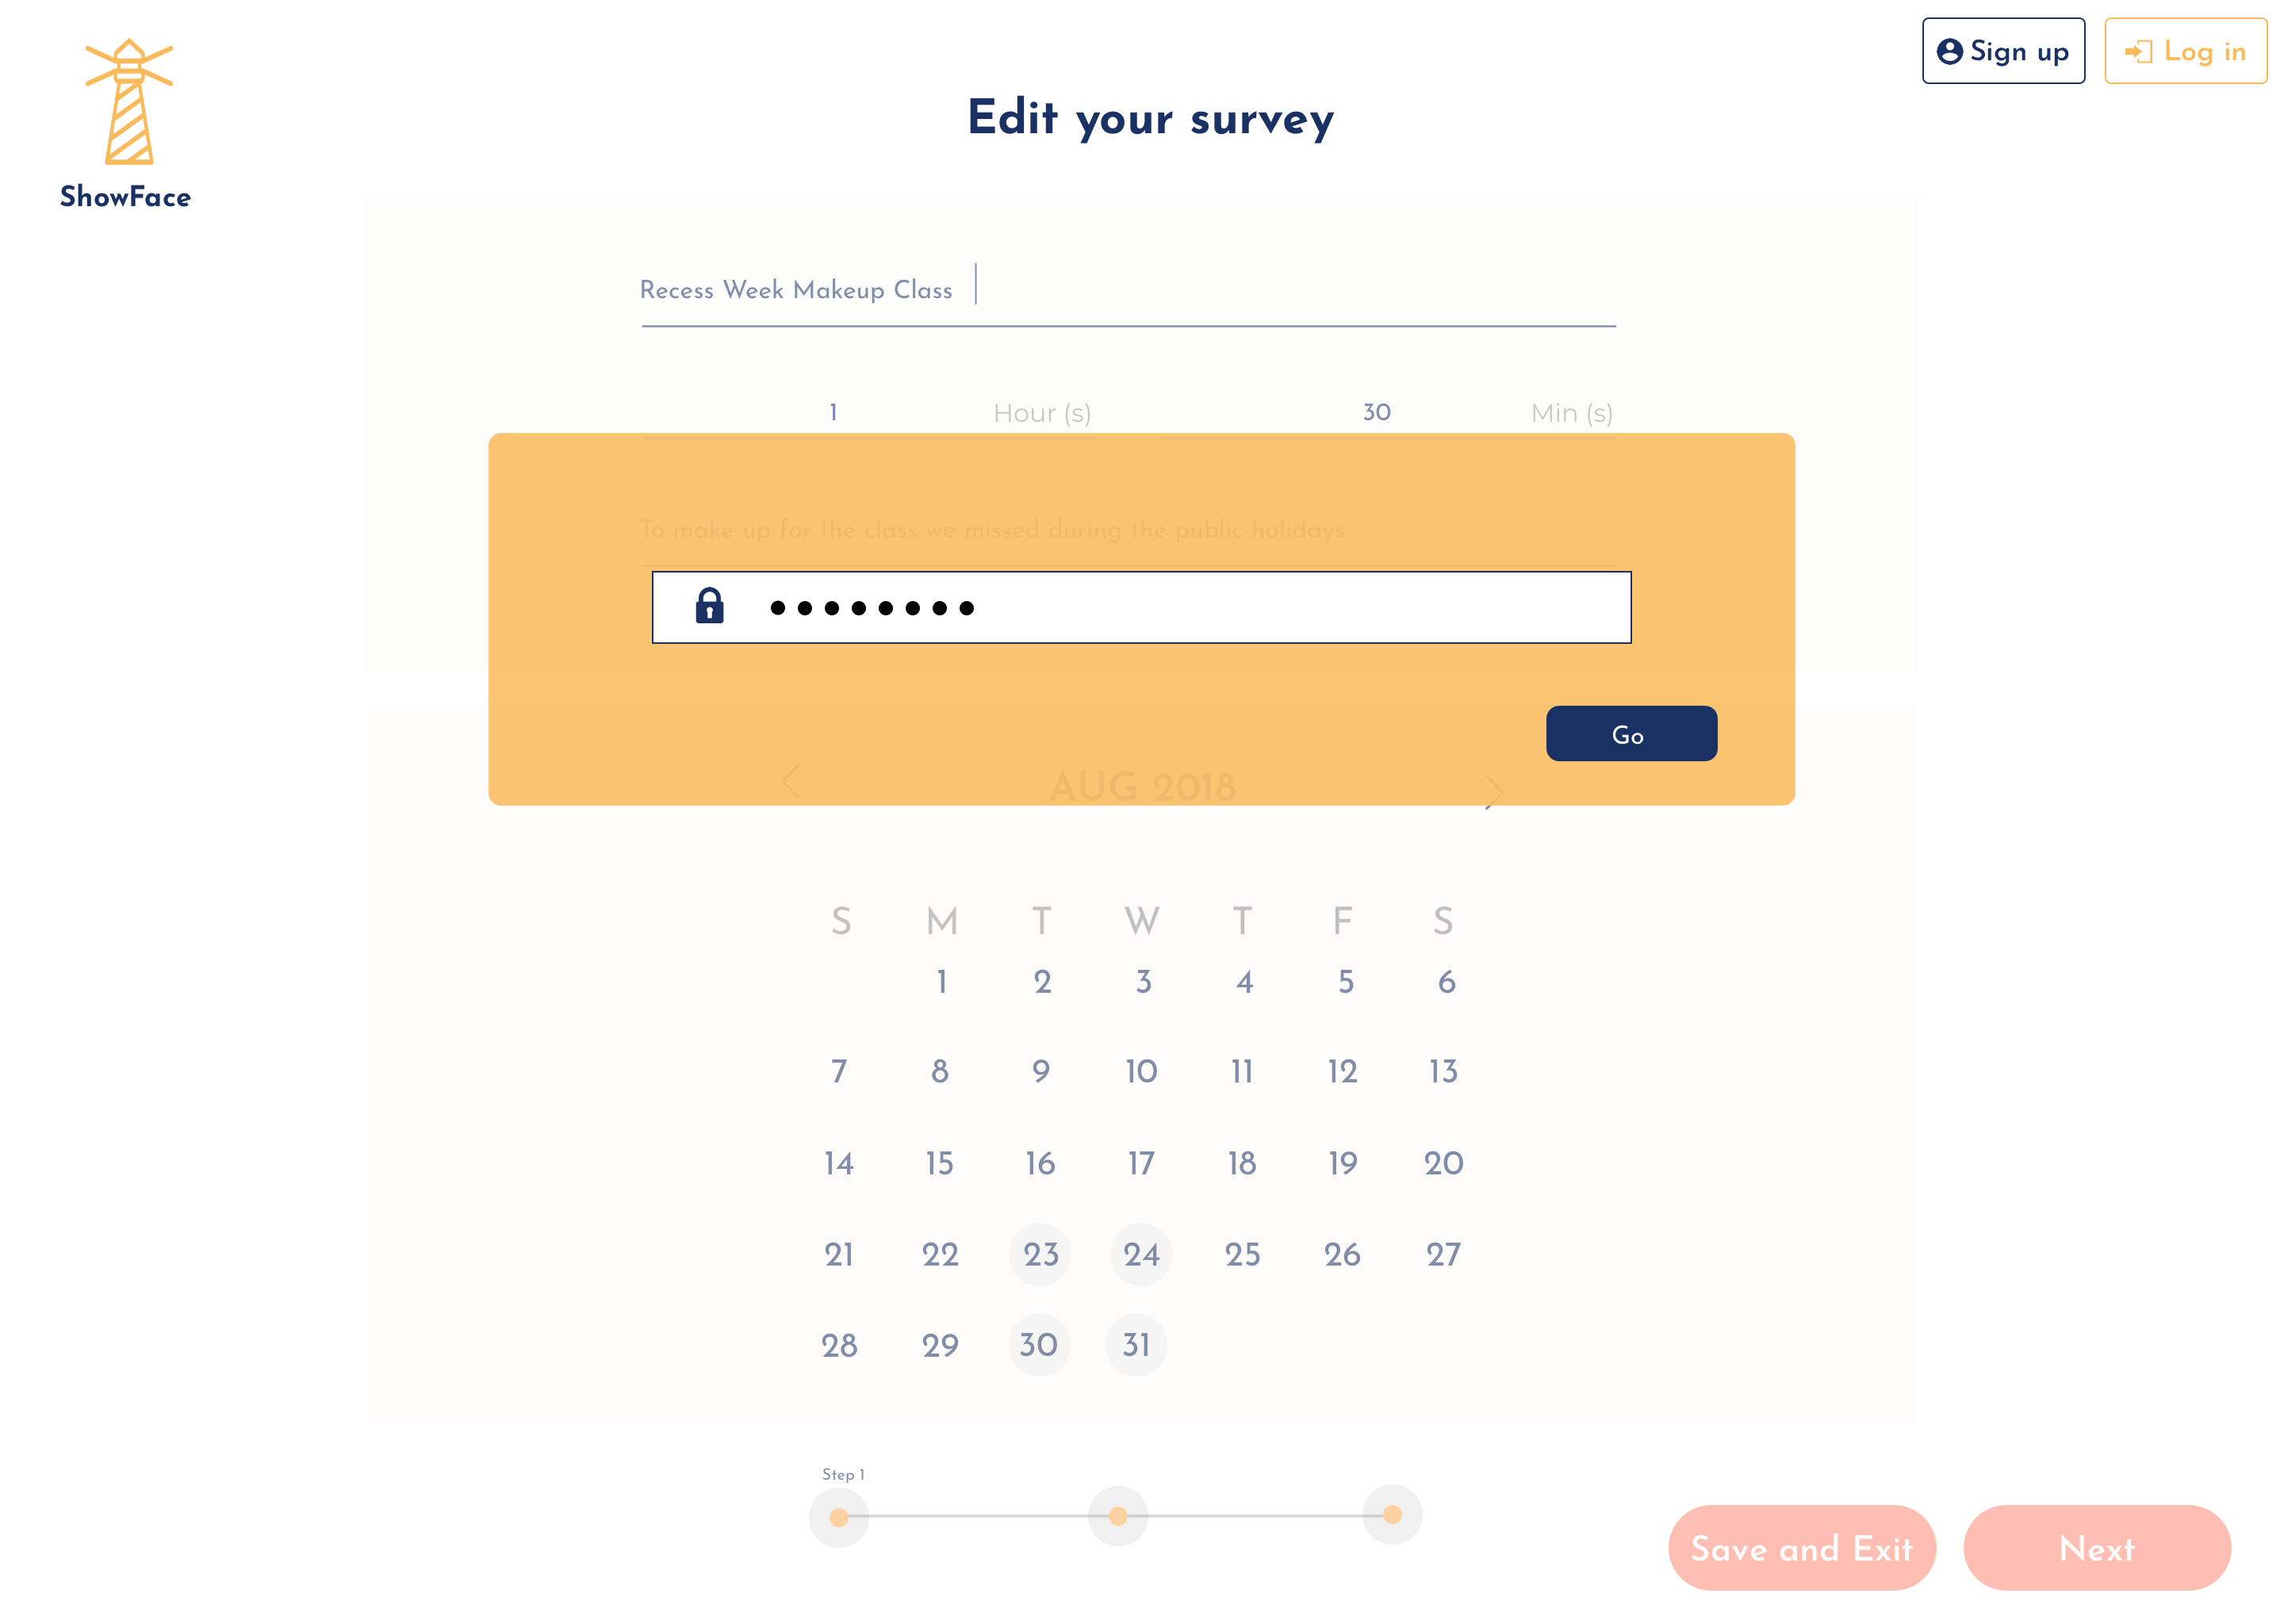 Sign up
Log in
Edit your survey
ShowFace
Recess Week Makeup Class
1 Hour (s) 30 Min (s)
To make up for the class we missed during the public holidays.
Go
AUG 2018
S M T W T F S
1 2 3 4 5 6
7 8 9 10 11 12 13
14 15 16 17 18 19 20
21 22 23 24 25 26 27
28 29 30 31
Step 1
Save and Exit
Next